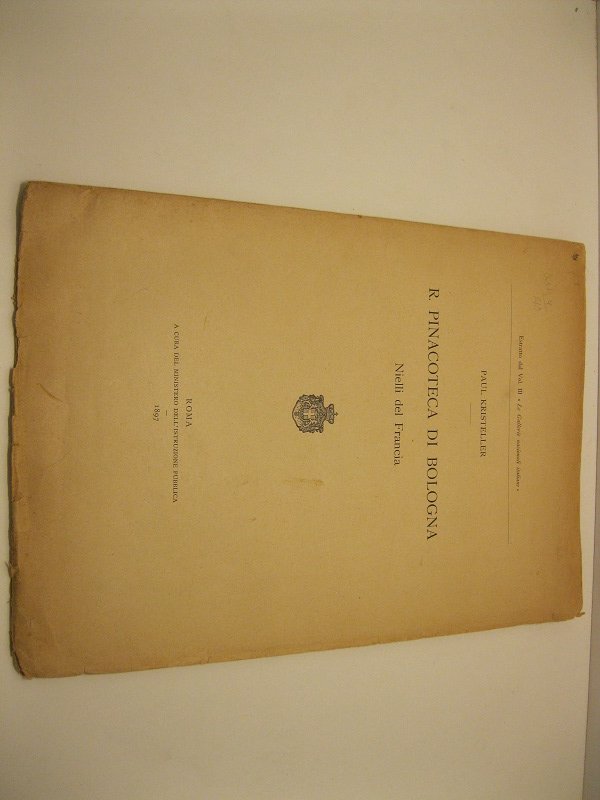 Estratto dal Vol. III « Le Gallerie nazionali italiane »
PAUL KRISTELLER
R. PINACOTECA DI BOLOGNA
Nielli del Francia
ROMA
A CURA DEL MINISTERO DELL'ISTRUZIONE PUBBLICA
1897